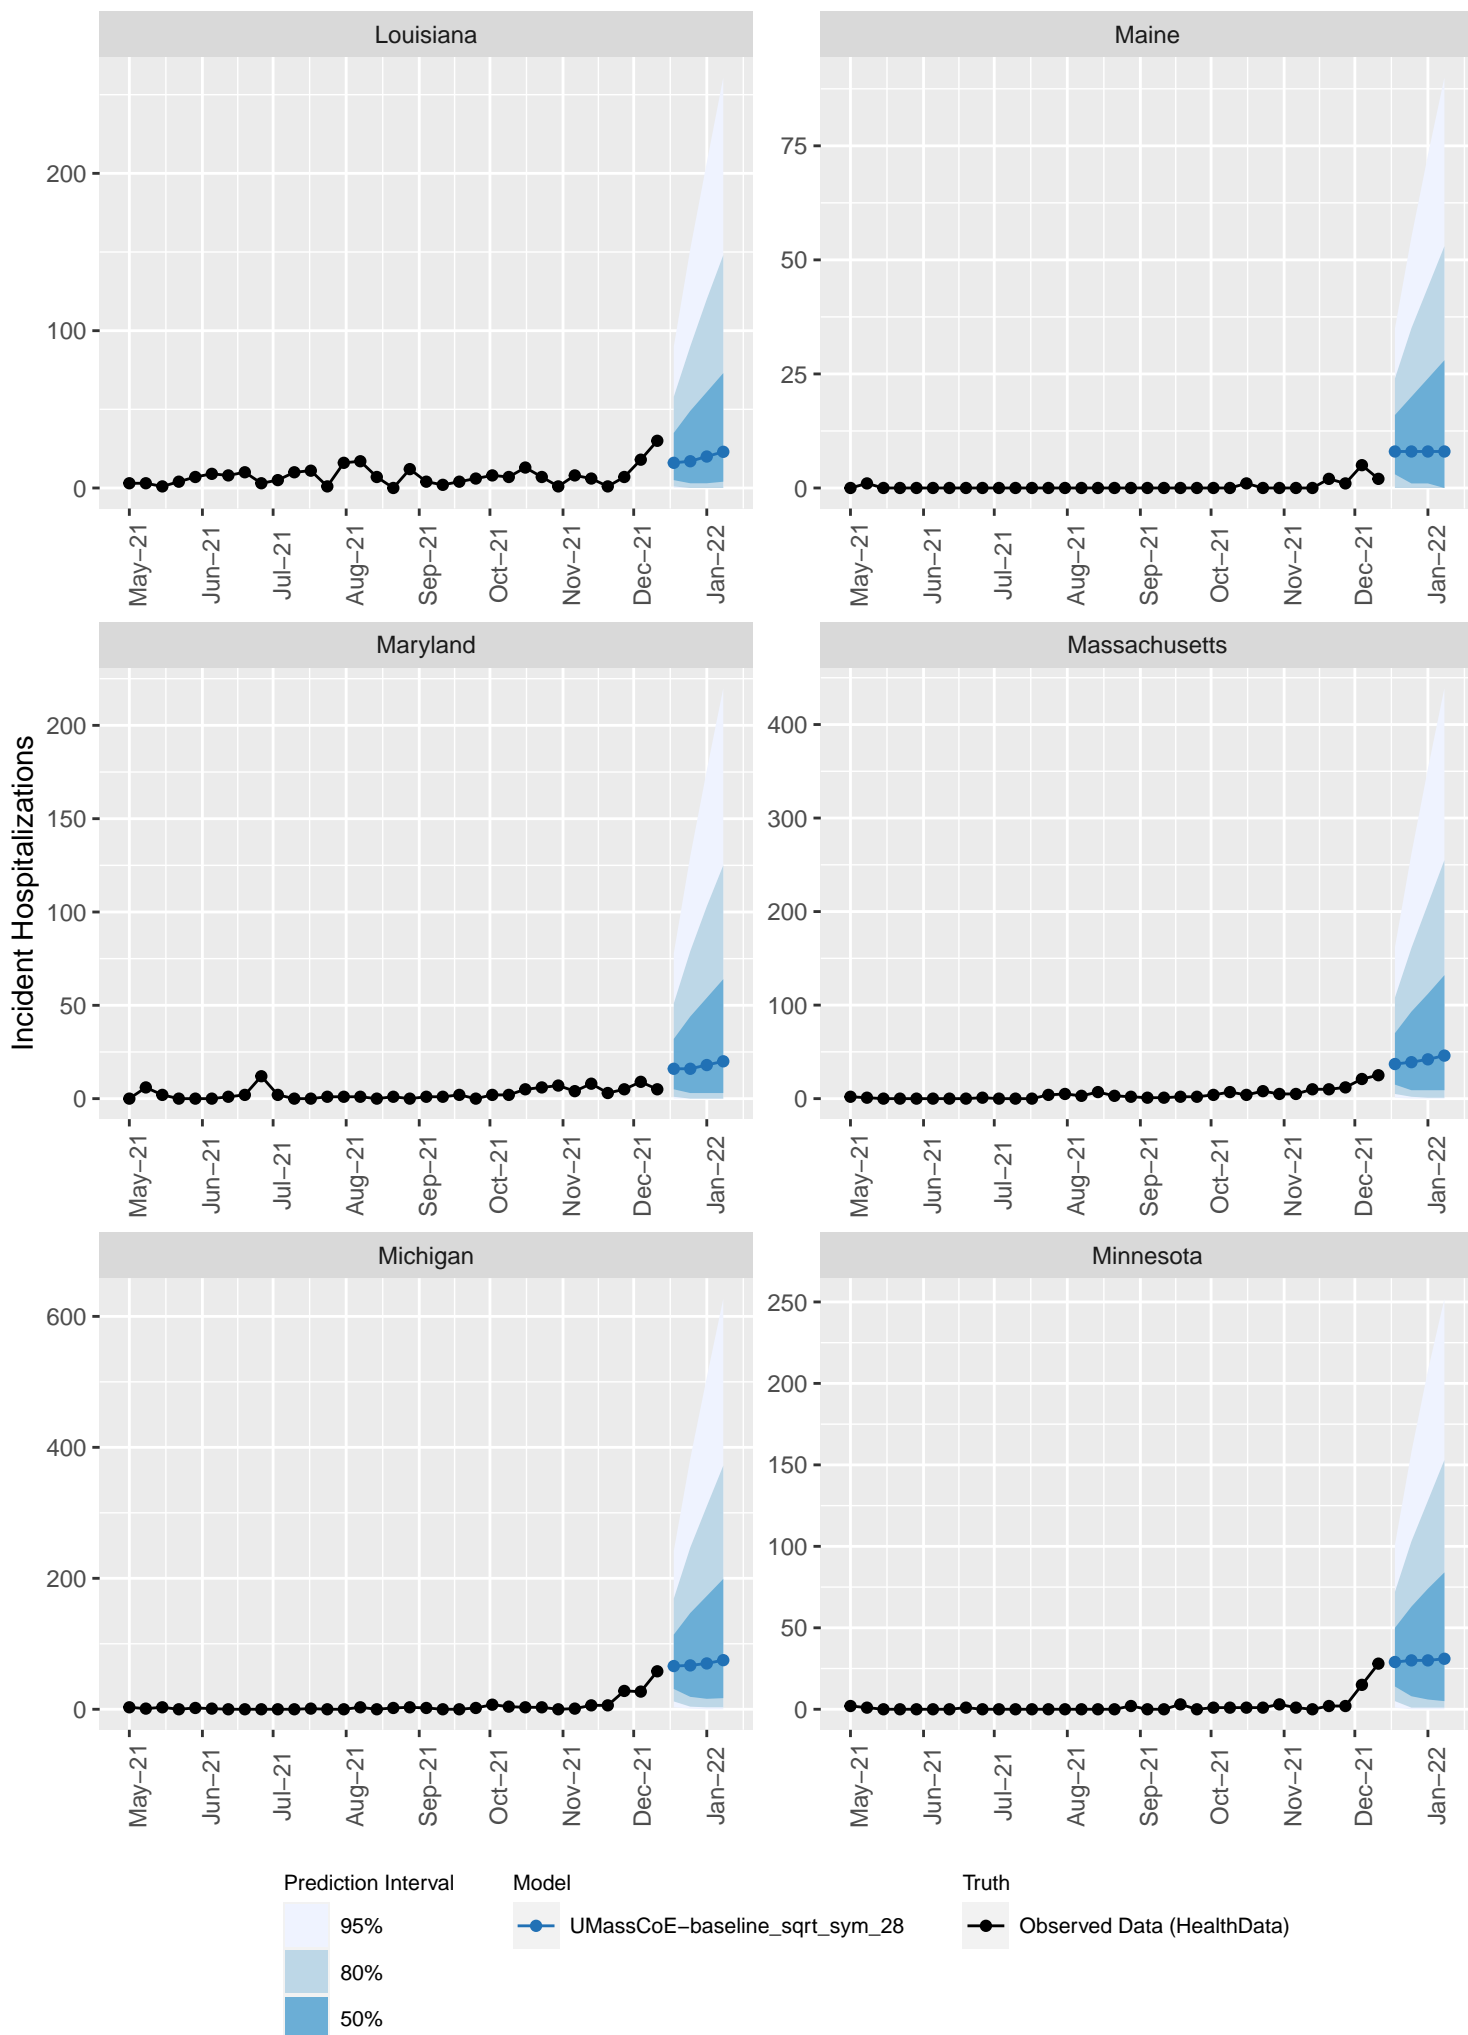 Louisiana
Maine
200
100
0
75
50
25
0
May−21
Jun−21
Jul−21
Aug−21
Sep−21
Oct−21
Nov−21
Dec−21
Jan−22
May−21
Jun−21
Jul−21
Aug−21
Sep−21
Oct−21
Nov−21
Dec−21
Jan−22
Incident Hospitalizations
Maryland
Massachusetts
200
150
100
50
0
400
300
200
100
0
May−21
Jun−21
Jul−21
Aug−21
Sep−21
Oct−21
Nov−21
Dec−21
Jan−22
May−21
Jun−21
Jul−21
Aug−21
Sep−21
Oct−21
Nov−21
Dec−21
Jan−22
Michigan
Minnesota
600
400
200
0
250
200
150
100
50
0
May−21
Jun−21
Jul−21
Aug−21
Sep−21
Oct−21
Nov−21
Dec−21
Jan−22
May−21
Jun−21
Jul−21
Aug−21
Sep−21
Oct−21
Nov−21
Dec−21
Jan−22
Prediction Interval
95%
80%
50%
Model
UMassCoE−baseline_sqrt_sym_28
Truth
Observed Data (HealthData)